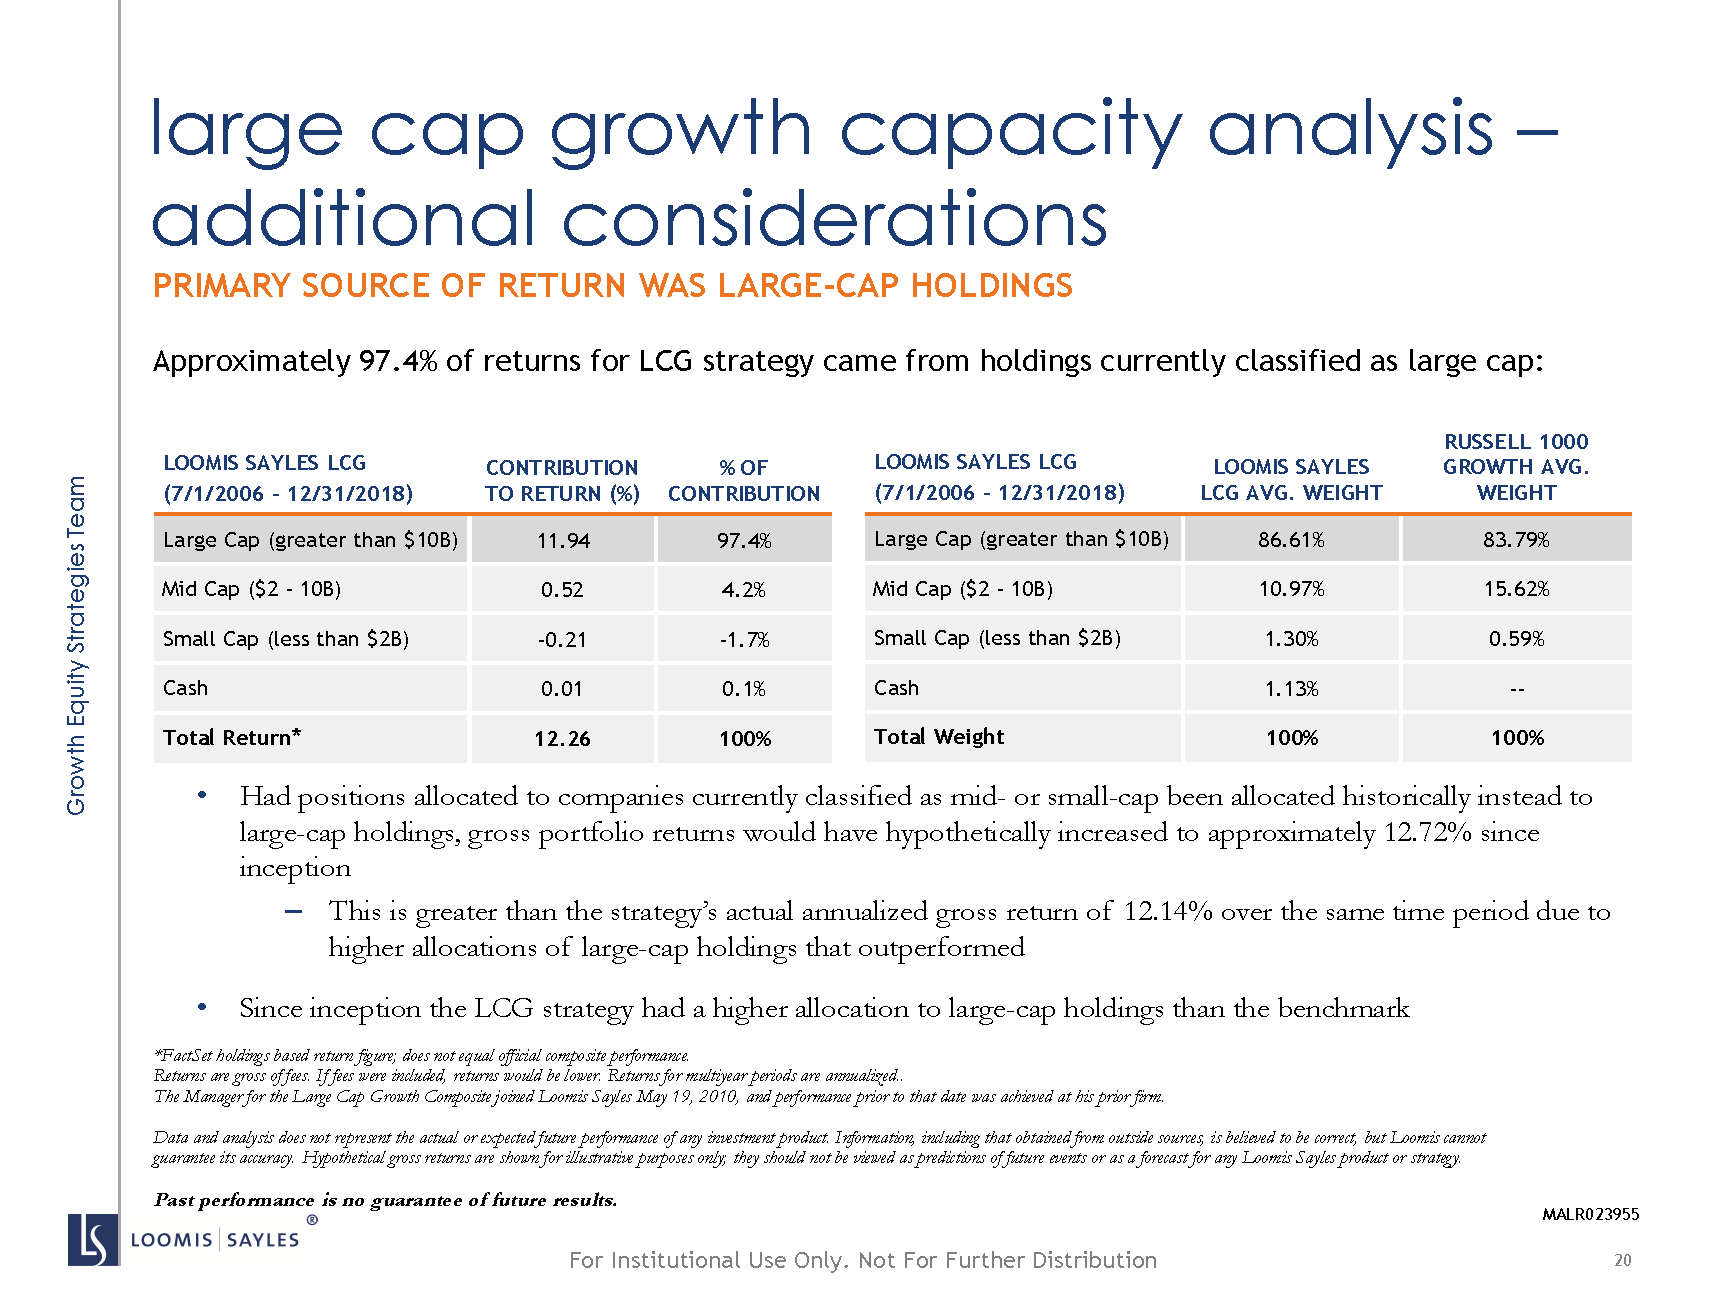 large cap growth capacity analysis –
additional considerations
PRIMARY SOURCE OF RETURN WAS LARGE-CAP HOLDINGS
Approximately 97.4% of returns for LCG strategy came from holdings currently classified as large cap:
LOOMIS SAYLES LCG
(7/1/2006 – 12/31/2018)
CONTRIBUTION
TO RETURN (%)
% OF
CONTRIBUTION
Large Cap (greater than $10B) 11.94 97.4%
Mid Cap ($2 - 10B) 0.52 4.2%
Small Cap (less than $2B) -0.21 -1.7%
Cash 0.01 0.1%
Total Return* 12.26 100%
LOOMIS SAYLES LCG
(7/1/2006 – 12/31/2018)
LOOMIS SAYLES
LCG AVG. WEIGHT
RUSSELL 1000
GROWTH AVG.
WEIGHT
Large Cap (greater than $10B) 86.61% 83.79%
Mid Cap ($2 - 10B) 10.97% 15.62%
Small Cap (less than $2B) 1.30% 0.59%
Cash 1.13% --
Total Weight 100% 100%
• Had positions allocated to companies currently classified as mid- or small-cap been allocated historically instead to
large-cap holdings, gross portfolio returns would have hypothetically increased to approximately 12.72% since
inception
– This is greater than the strategy’s actual annualized gross return of 12.14% over the same time period due to
higher allocations of large-cap holdings that outperformed
• Since inception the LCG strategy had a higher allocation to large-cap holdings than the benchmark
*FactSet holdings based return figure; does not equal official composite performance.
Returns are gross of fees. If fees were included, returns would be lower. Returns for multiyear periods are annualized..
The Manager for the Large Cap Growth Composite joined Loomis Sayles May 19, 2010, and performance prior to that date was achieved at his prior firm.
Data and analysis does not represent the actual or expected future performance of any investment product. Information, including that obtained from outside sources, is believed to be correct, but Loomis cannot
guarantee its accuracy. Hypothetical gross returns are shown for illustrative purposes only; they should not be viewed as predictions of future events or as a forecast for any Loomis Sayles product or strategy.
Past performance is no guarantee of future results.
MALR023955
LS LOOMIS | SAYLES ®
For Institutional Use Only. Not For Further Distribution
20
Growth Equity Strategies Team